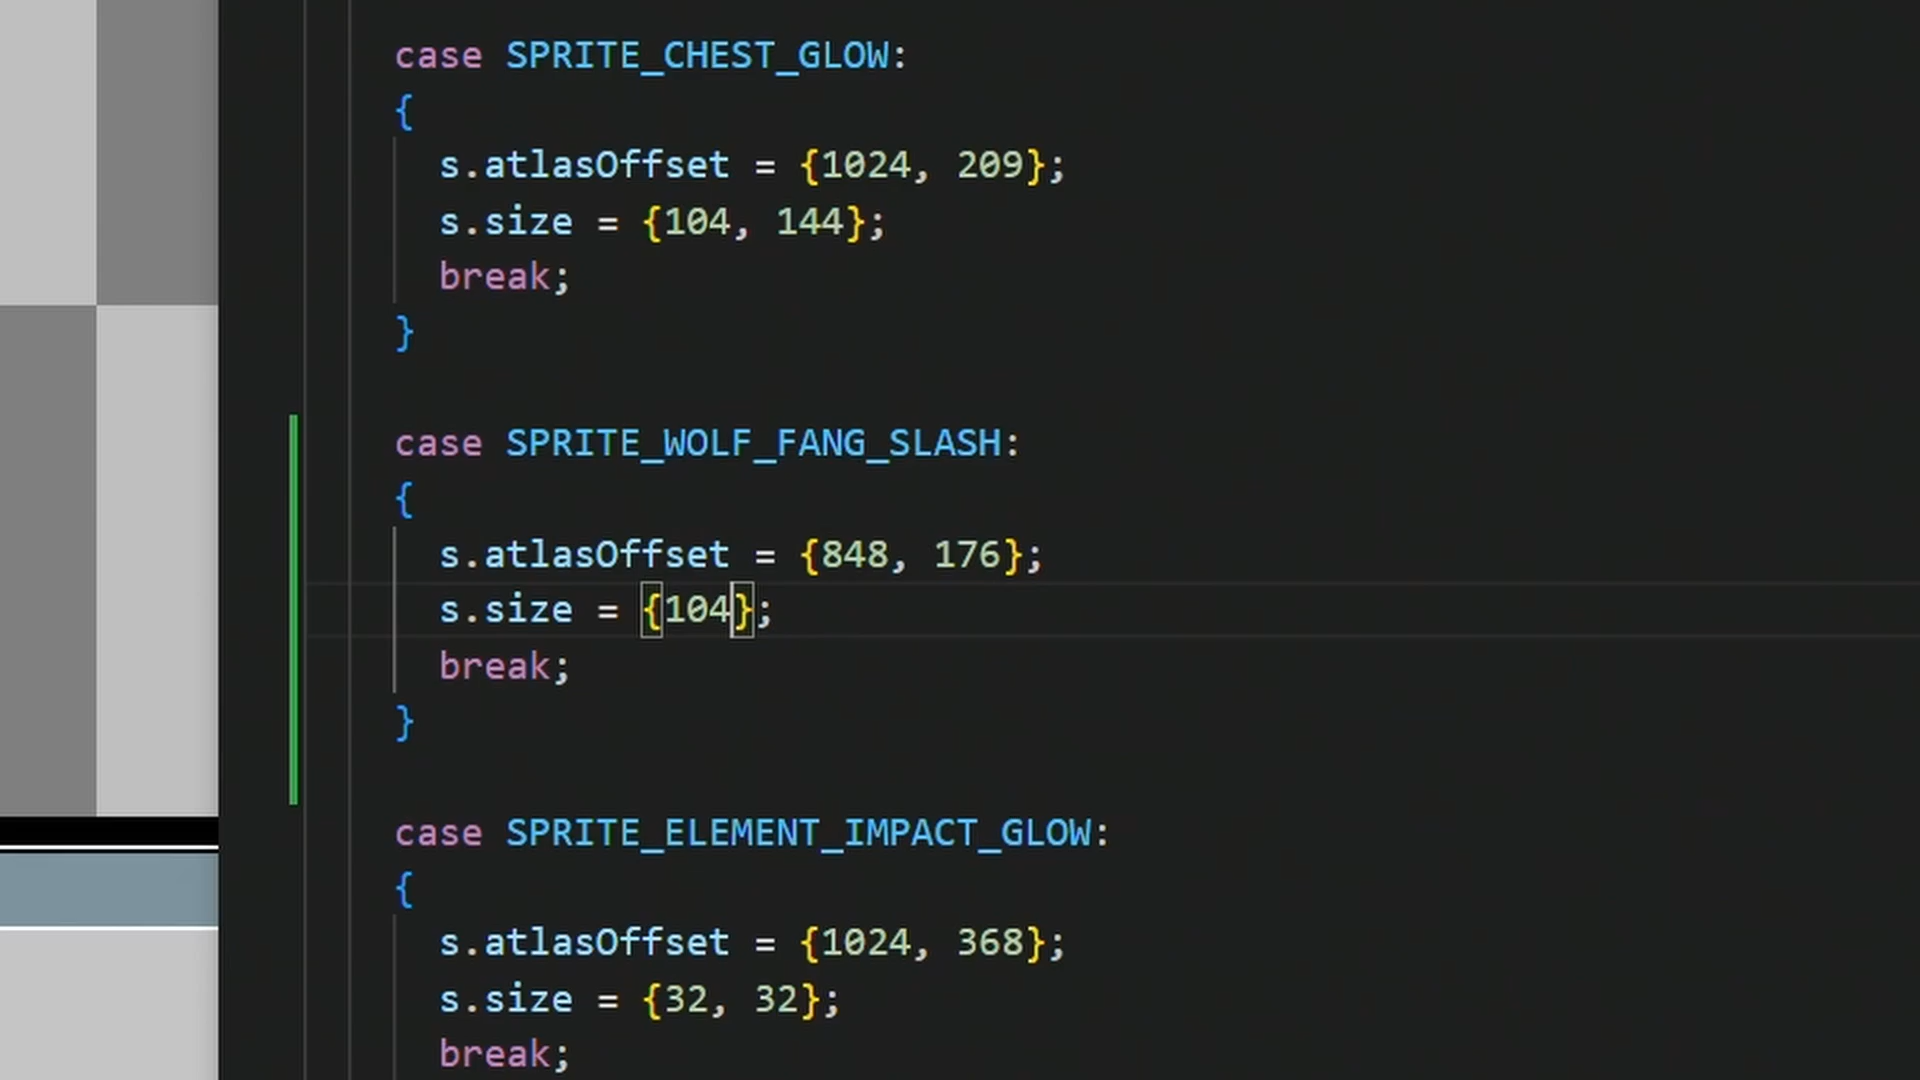 case SPRITE_CHEST_GLOW:
{
s.atlasOffset = {1024, 209};
s.size = {104, 144};
break;
}
case SPRITE_WOLF_FANG_SLASH:
{
s.atlasOffset = {848, 176};
s.size = {104};
break;
}
case SPRITE_ELEMENT_IMPACT_GLOW:
{
s.atlasOffset = {1024, 368};
s.size = {32, 32};
break;